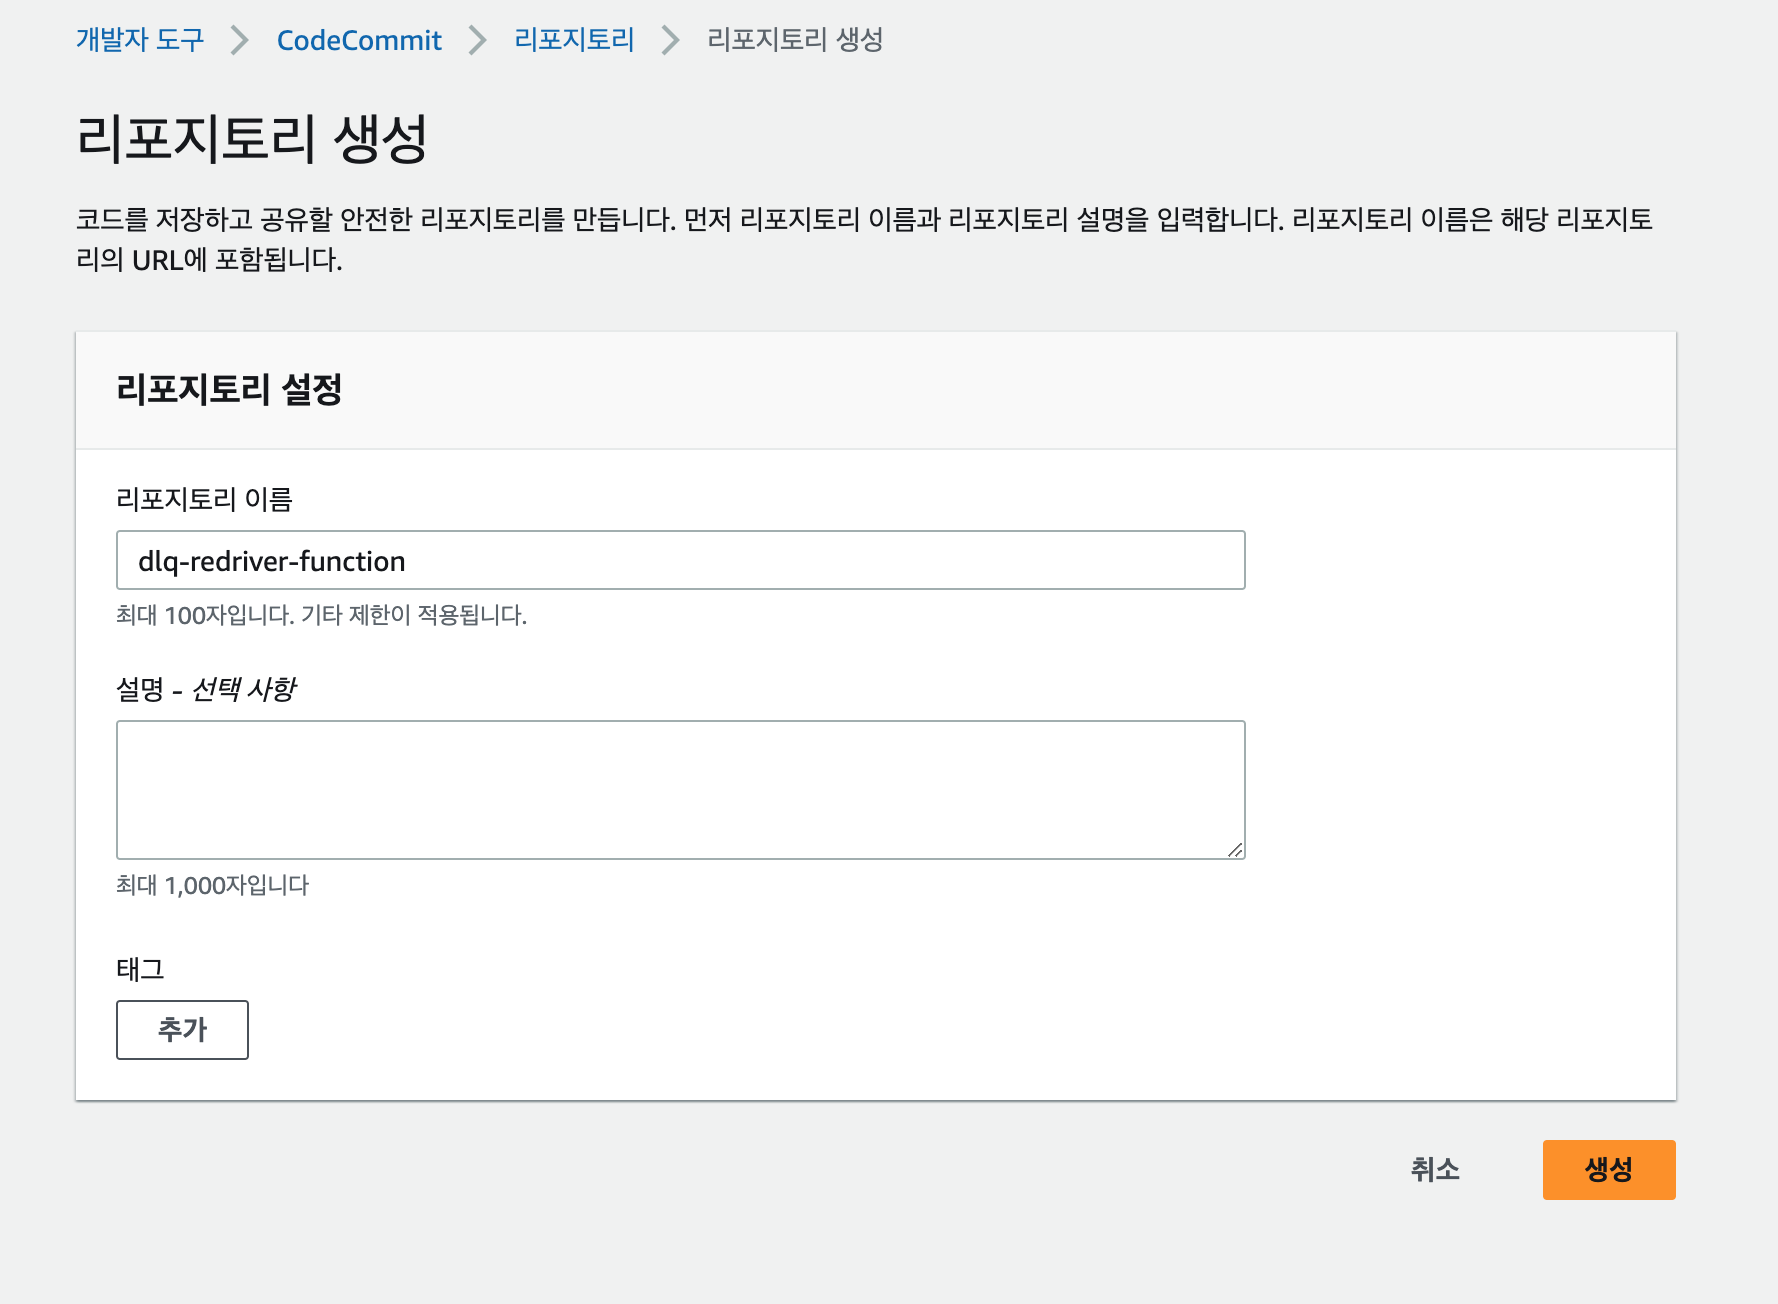 개발자 도구 > CodeCommit > 리포지토리 > 리포지토리 생성
리포지토리 생성
코드를 저장하고 공유할 안전한 리포지토리를 만듭니다. 먼저 리포지토리 이름과 리포지토리 설명을 입력합니다. 리포지토리 이름은 해당 리포지토
리의 URL에 포함됩니다.
리포지토리 설정
리포지토리 이름
dlq-redriver-function
최대 100자입니다. 기타 제한이 적용됩니다.
설명 - 선택 사항
최대 1,000자입니다
태그
추가
취소 생성